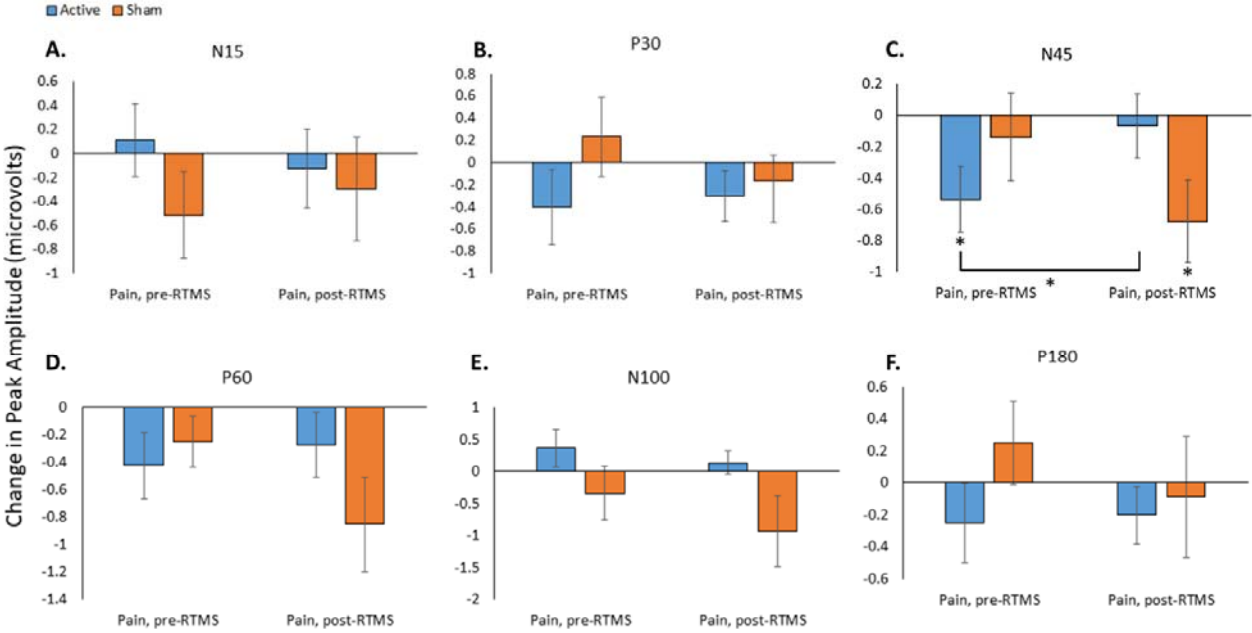 Active Sham
Change in Peak Amplitude (microvolts)
A.
N15
0.6
0.4
0.2
0
-0.2
-0.4
-0.6
-0.8
-1
Pain, pre-RTMS Pain, post-RTMS
B.
P30
0.8
0.6
0.4
0.2
0
-0.2
-0.4
-0.6
-0.8
-1
Pain, pre-RTMS Pain, post-RTMS
C.
N45
0.2
0
-0.2
-0.4
-0.6
-0.8
-1
*
*
*
Pain, pre-RTMS Pain, post-RTMS
D.
P60
0
-0.2
-0.4
-0.6
-0.8
-1
-1.2
-1.4
Pain, pre-RTMS Pain, post-RTMS
E.
N100
1
0.5
0
-0.5
-1
-1.5
-2
Pain, pre-RTMS Pain, post-RTMS
F.
P180
0.6
0.4
0.2
0
-0.2
-0.4
-0.6
Pain, pre-RTMS Pain, post-RTMS